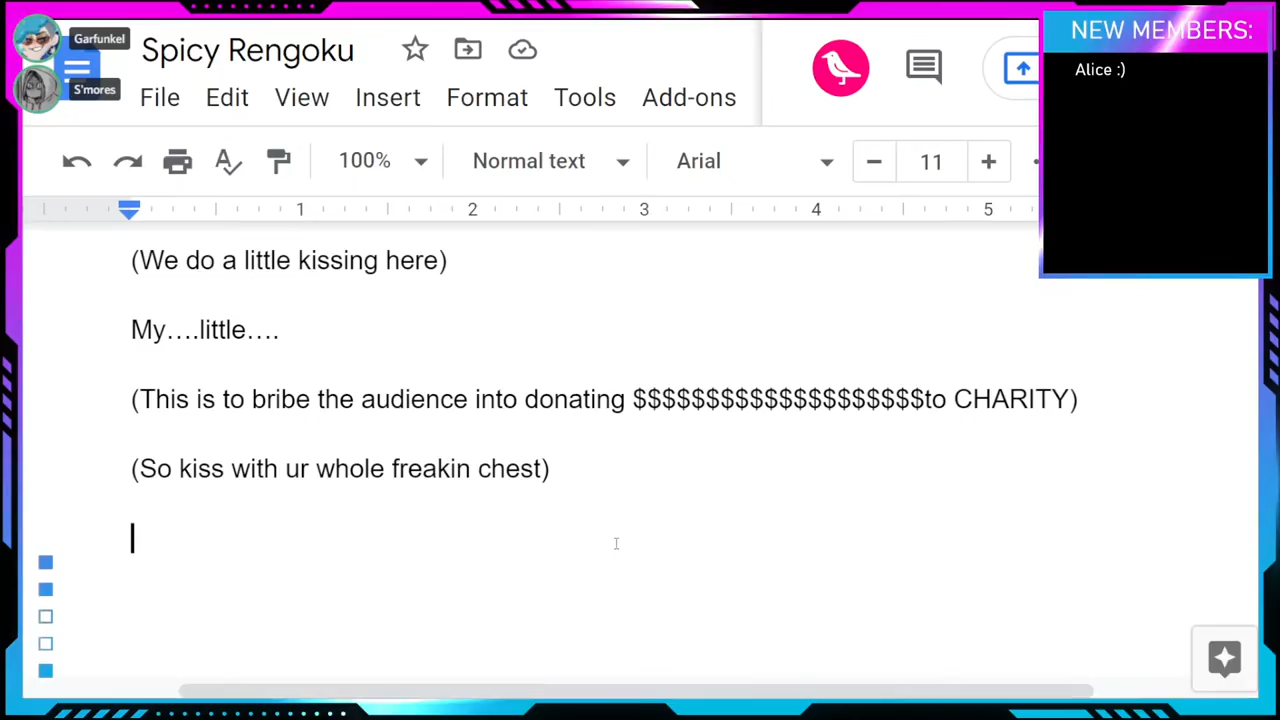 Garfunkel
S'mores
Spicy Rengoku
File Edit View Insert Format Tools Add-ons
100% Normal text Arial 11
1 2 3 4 5
(We do a little kissing here)
My….little….
(This is to bribe the audience into donating $$$$$$$$$$$$$$$$$$$$to CHARITY)
(So kiss with ur whole freakin chest)
NEW MEMBERS:
Alice :)